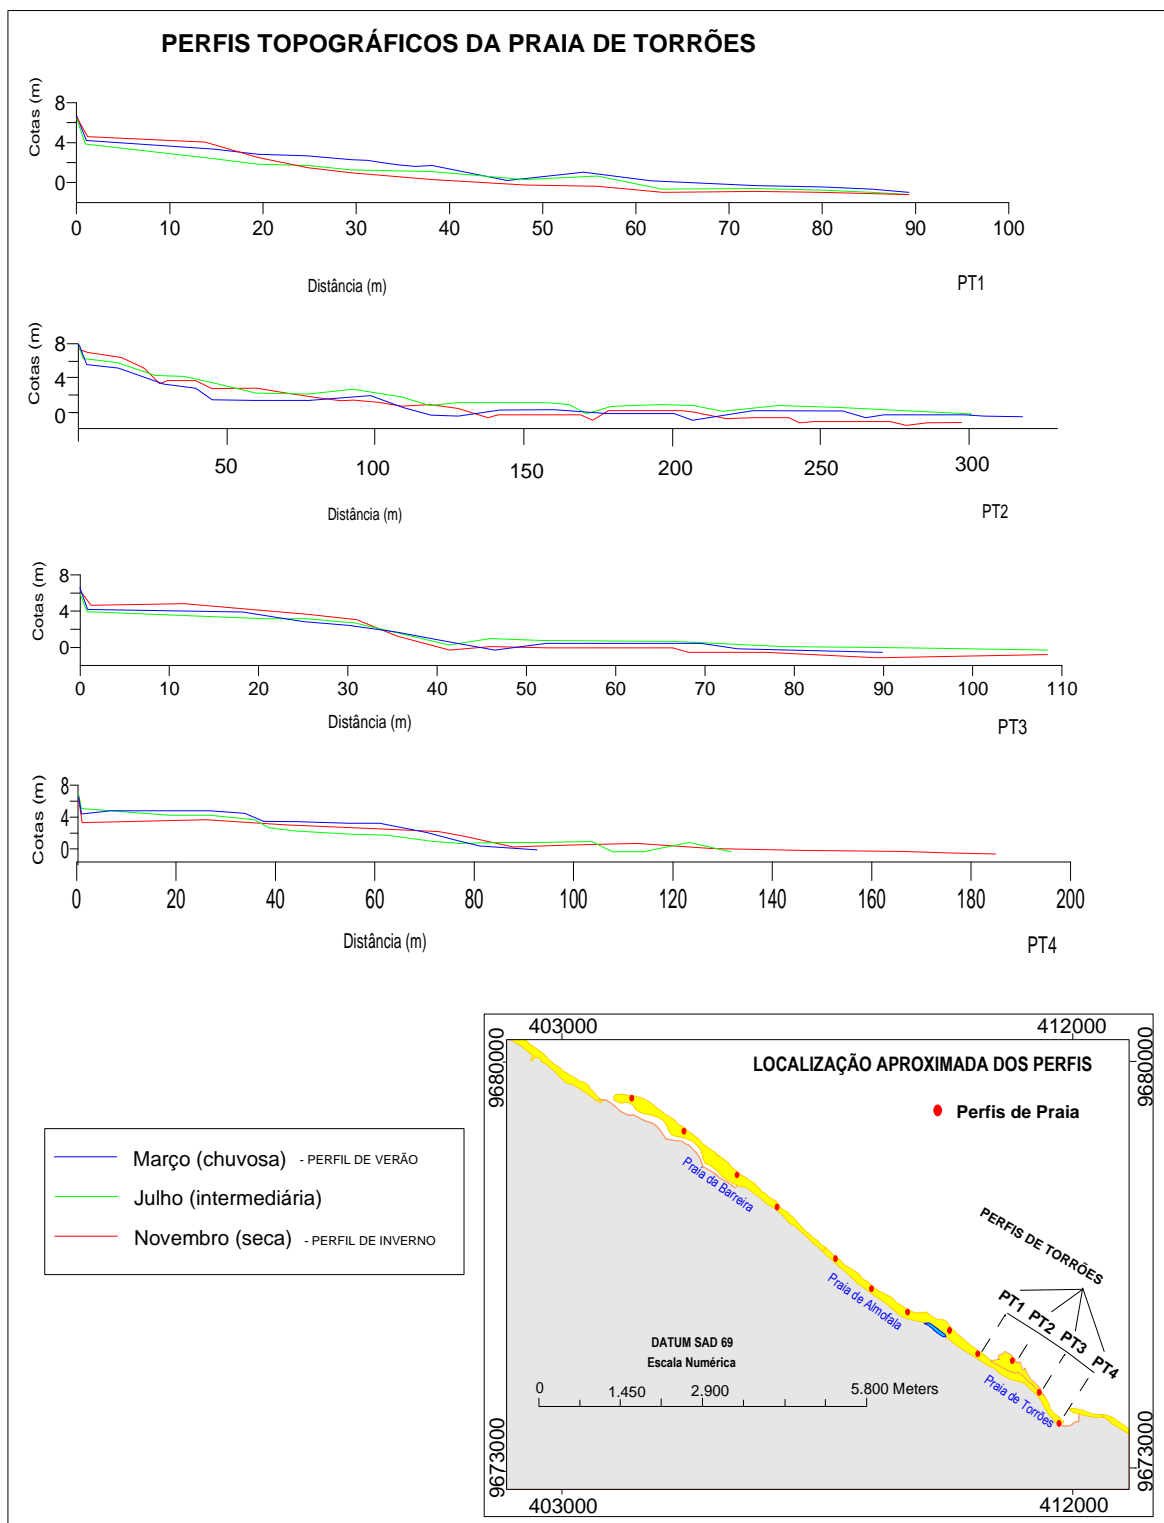 PERFIS TOPOGRÁFICOS DA PRAIA DE TORRÕES
Cotas (m)
8
4
0
0 10 20 30 40 50 60 70 80 90 100
Distância (m)
PT1
Cotas (m)
8
4
0
50 100 150 200 250 300
Distância (m)
PT2
Cotas (m)
8
4
0
0 10 20 30 40 50 60 70 80 90 100 110
Distância (m)
PT3
Cotas (m)
8
4
0
0 20 40 60 80 100 120 140 160 180 200
Distância (m)
PT4
Março (chuvosa) - PERFIL DE VERÃO
Julho (intermediária)
Novembro (seca) - PERFIL DE INVERNO
403000 412000
9680000 9680000
LOCALIZAÇÃO APROXIMADA DOS PERFIS
Perfis de Praia
Praia da Barreira
PERFIS DE TORRÕES
Praia de Almofala
PT1
PT2
PT3
PT4
Praia de Torrões
DATUM SAD 69
Escala Numérica
0 1.450 2.900 5.800 Meters
9673000 9673000
403000 412000